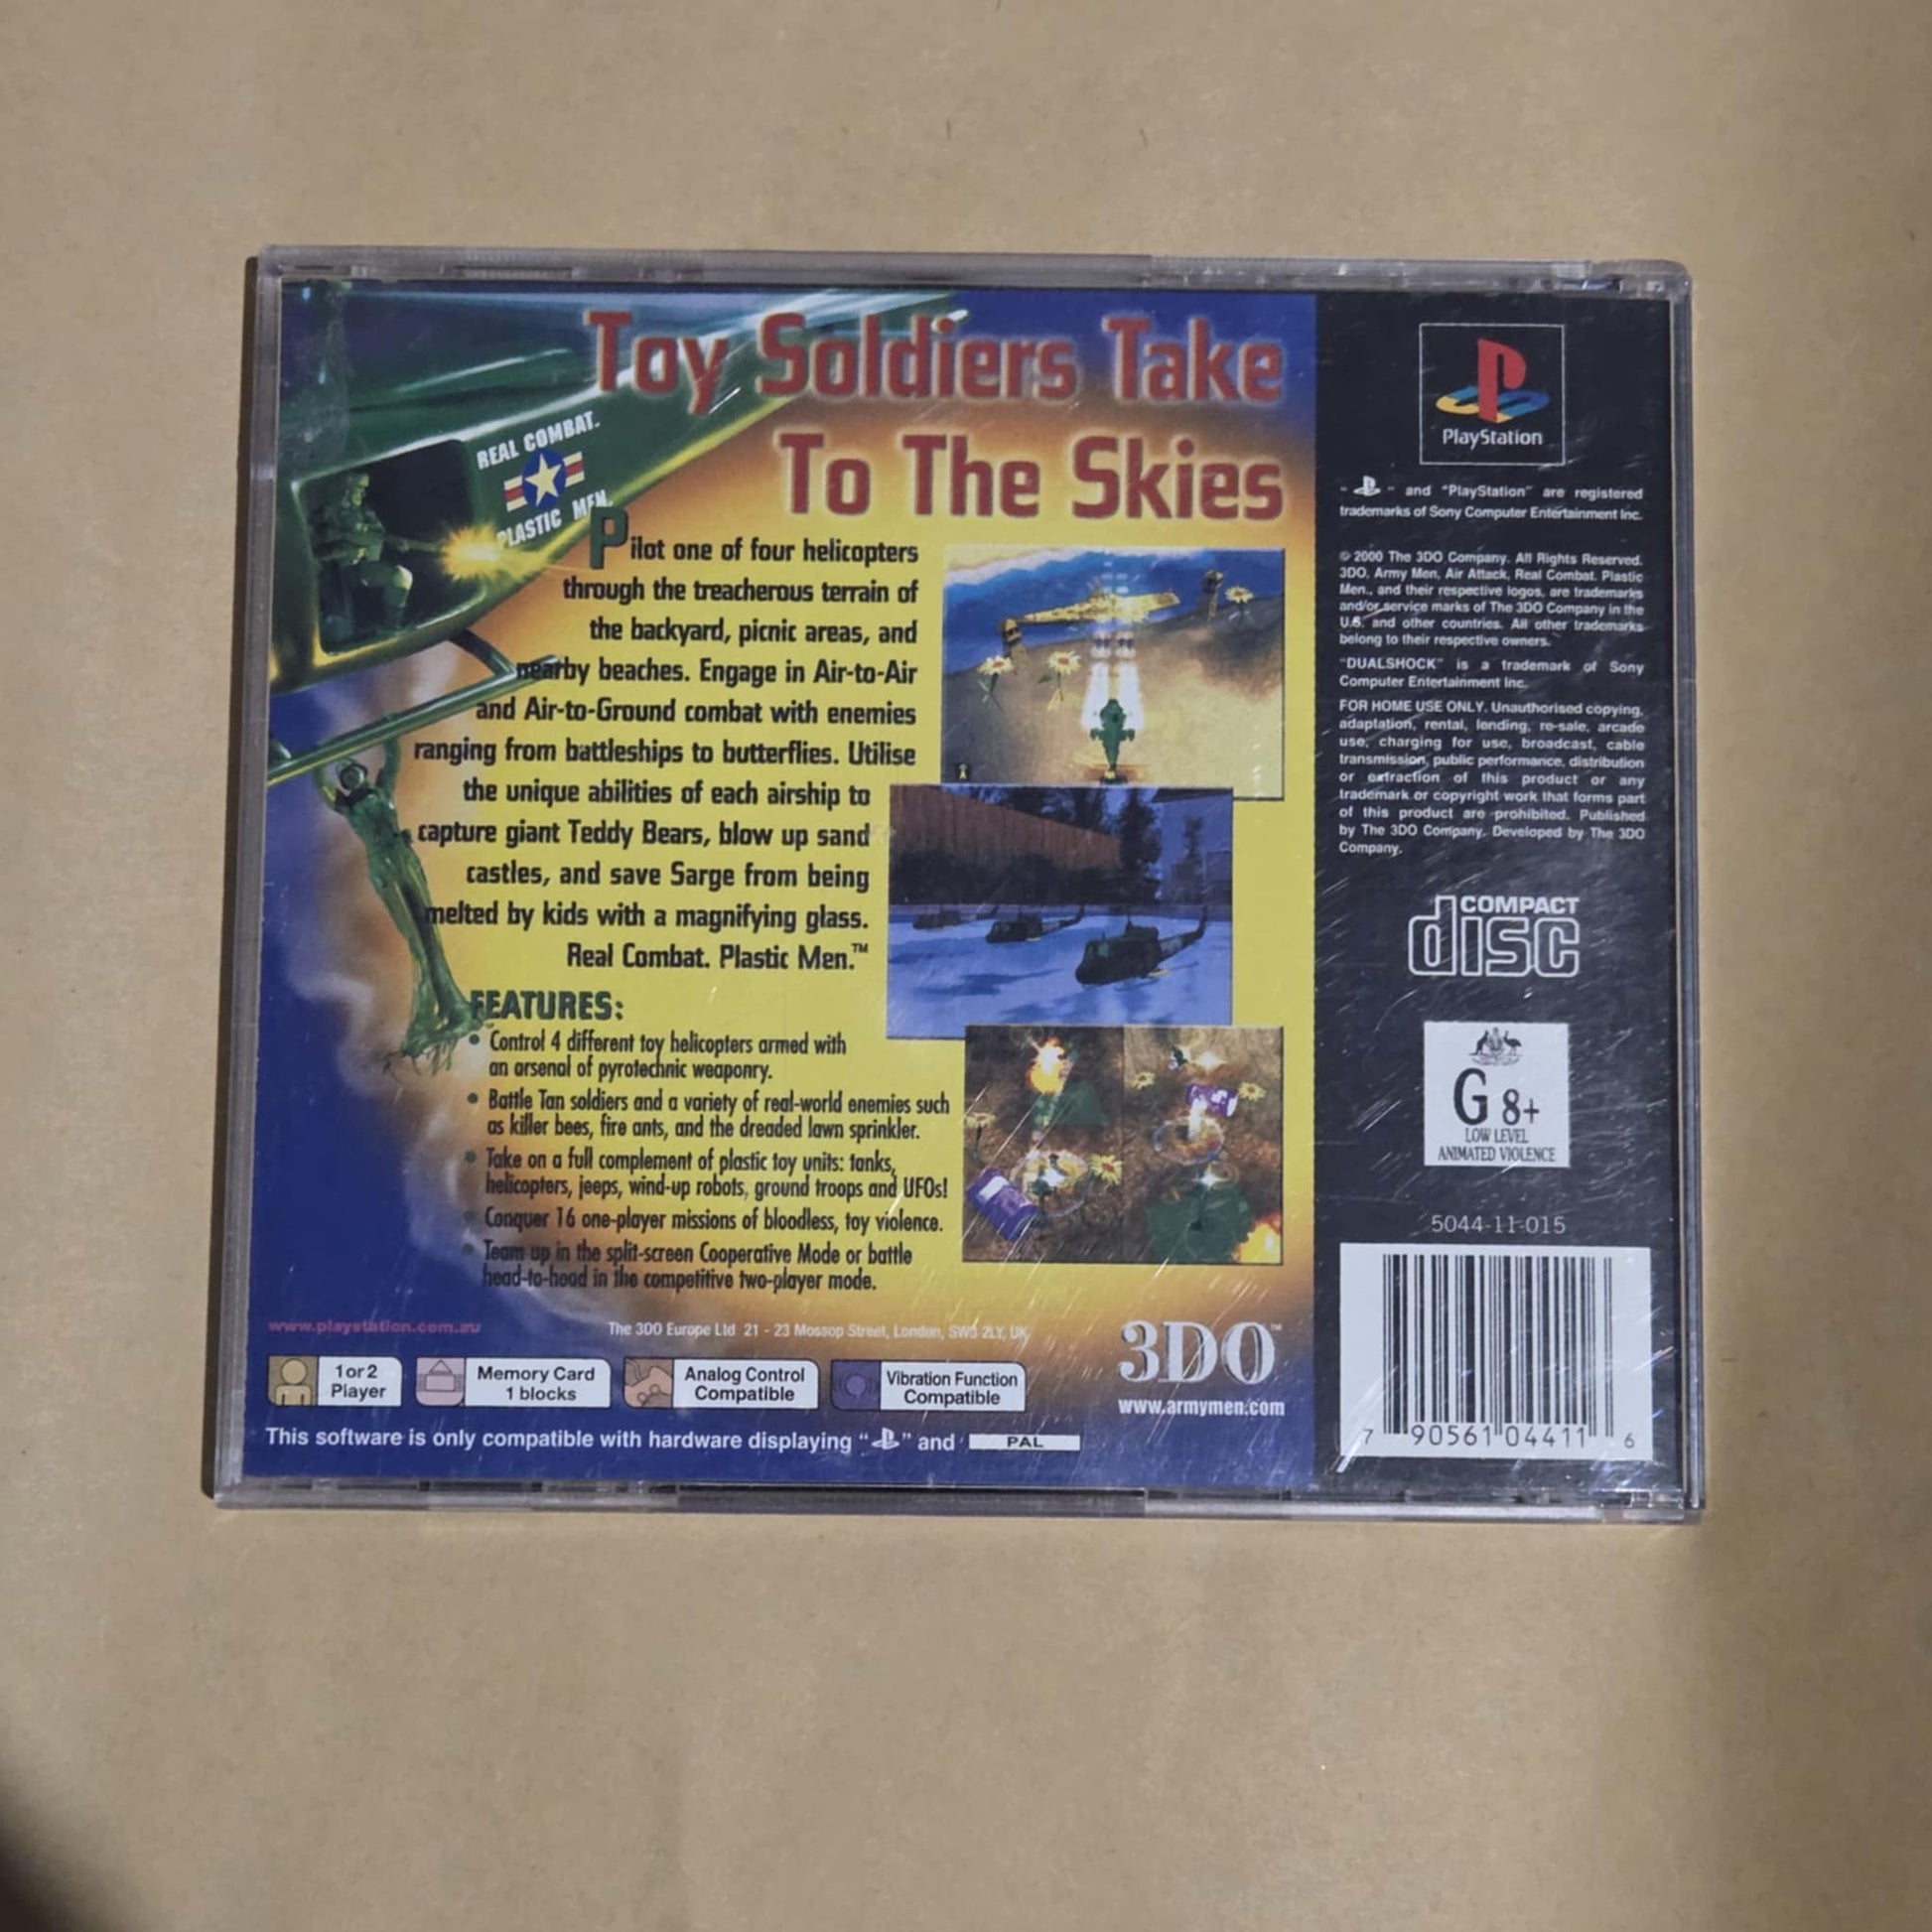 Toy Soldiers Take
To The Skies
REAL COMBAT.
PLASTIC MEN.
Pilot one of four helicopters
through the treacherous terrain of
the backyard, picnic areas, and
nearby beaches. Engage in Air-to-Air
and Air-to-Ground combat with enemies
ranging from battleships to butterflies. Utilise
the unique abilities of each airship to
capture giant Teddy Bears, blow up sand
castles, and save Sarge from being
melted by kids with a magnifying glass.
Real Combat. Plastic Men.™
FEATURES:
• Control 4 different toy helicopters armed with
an arsenal of pyrotechnic weaponry.
• Battle Tan soldiers and a variety of real-world enemies such
as killer bees, fire ants, and the dreaded lawn sprinkler.
• Take on a full complement of plastic toy units: tanks,
helicopters, jeeps, wind-up robots, ground troops and UFOs!
• Conquer 16 one-player missions of bloodless, toy violence.
• Team up in the split-screen Cooperative Mode or battle
head-to-head in the competitive two-player mode.
www.playstation.com.au
The 3DO Europe Ltd 21 - 23 Mossop Street, London, SW3 2LY, UK
3DO™
www.armymen.com
1 or 2
Player
Memory Card
1 blocks
Analog Control
Compatible
Vibration Function
Compatible
This software is only compatible with hardware displaying " " and PAL
PlayStation
" " and "PlayStation" are registered
trademarks of Sony Computer Entertainment Inc.
© 2000 The 3DO Company. All Rights Reserved.
3DO, Army Men, Air Attack, Real Combat. Plastic
Men., and their respective logos, are trademarks
and/or service marks of The 3DO Company in the
U.S. and other countries. All other trademarks
belong to their respective owners.
"DUALSHOCK" is a trademark of Sony
Computer Entertainment Inc.
FOR HOME USE ONLY. Unauthorised copying,
adaptation, rental, lending, re-sale, arcade
use, charging for use, broadcast, cable
transmission, public performance, distribution
or extraction of this product or any
trademark or copyright work that forms part
of this product are prohibited. Published
by The 3DO Company. Developed by The 3DO
Company.
COMPACT
disc
G 8+
LOW LEVEL
ANIMATED VIOLENCE
5044-11-015
7 90561 04411 6